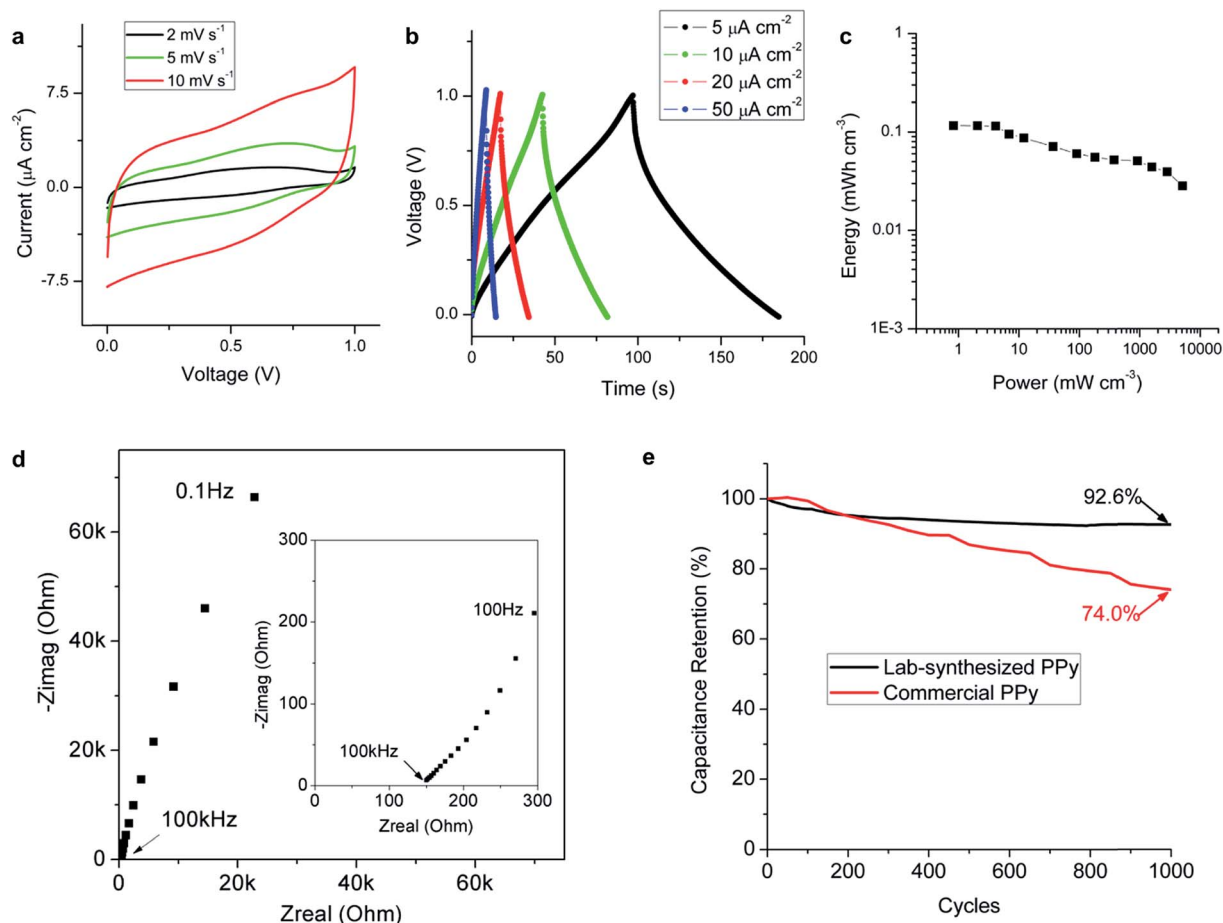 a
2 mV s⁻¹
5 mV s⁻¹
10 mV s⁻¹
7.5
0.0
-7.5
Current (µA cm⁻²)
0.0
0.5
1.0
Voltage (V)
b
5 µA cm⁻²
10 µA cm⁻²
20 µA cm⁻²
50 µA cm⁻²
1.0
0.5
0.0
Voltage (V)
0
50
100
150
200
Time (s)
c
1
0.1
0.01
1E-3
Energy (mWh cm⁻³)
1
10
100
1000
10000
Power (mW cm⁻³)
d
0.1Hz
60k
40k
20k
0
-Zimag (Ohm)
100kHz
0
20k
40k
60k
Zreal (Ohm)
300
200
100
0
-Zimag (Ohm)
100Hz
100kHz
0
100
200
300
Zreal (Ohm)
e
100
80
60
40
20
0
Capacitance Retention (%)
92.6%
74.0%
Lab-synthesized PPy
Commercial PPy
0
200
400
600
800
1000
Cycles